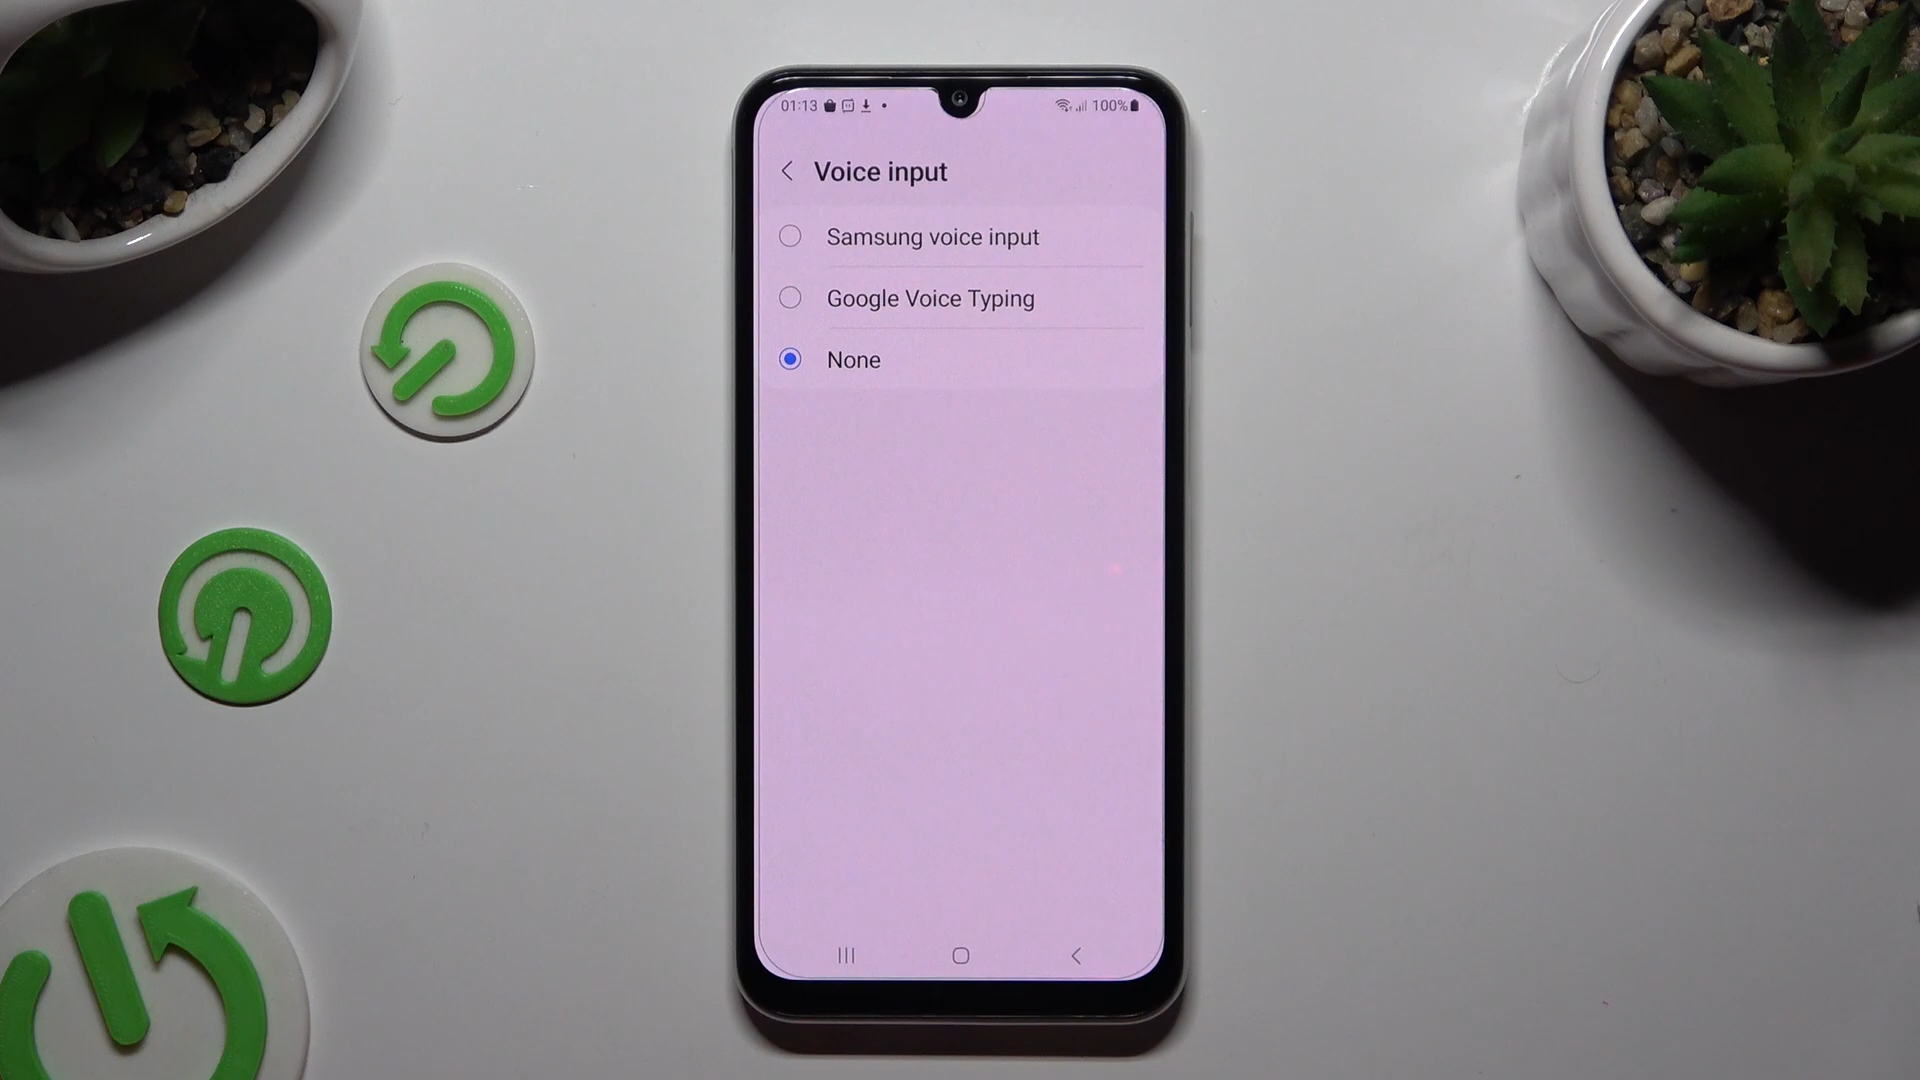 01:13 100%
Voice input
Samsung voice input
Google Voice Typing
None